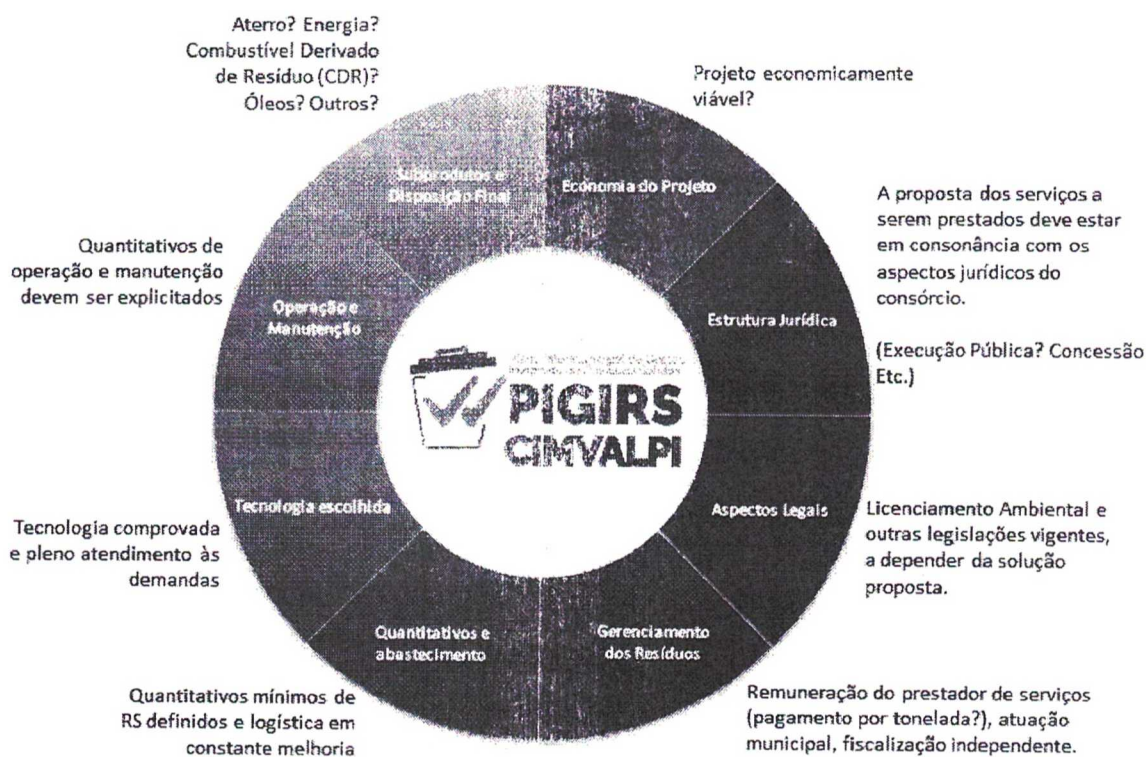 Aterro? Energia?
Combustível Derivado
de Resíduo (CDR)?
Óleos? Outros?
Projeto economicamente
viável?
Subprodutos e
Disposição Final
Economia do Projeto
A proposta dos serviços a
serem prestados deve estar
em consonância com os
aspectos jurídicos do
consórcio.
(Execução Pública? Concessão
Etc.)
Quantitativos de
operação e manutenção
devem ser explicitados
Operação e
Manutenção
Estrutura Jurídica
PIGIRS
CIMVALPI
Tecnologia escolhida
Aspectos Legais
Tecnologia comprovada
e pleno atendimento às
demandas
Licenciamento Ambiental e
outras legislações vigentes,
a depender da solução
proposta.
Quantitativos e
abastecimento
Gerenciamento
dos Resíduos
Quantitativos mínimos de
RS definidos e logística em
constante melhoria
Remuneração do prestador de serviços
(pagamento por tonelada?), atuação
municipal, fiscalização independente.